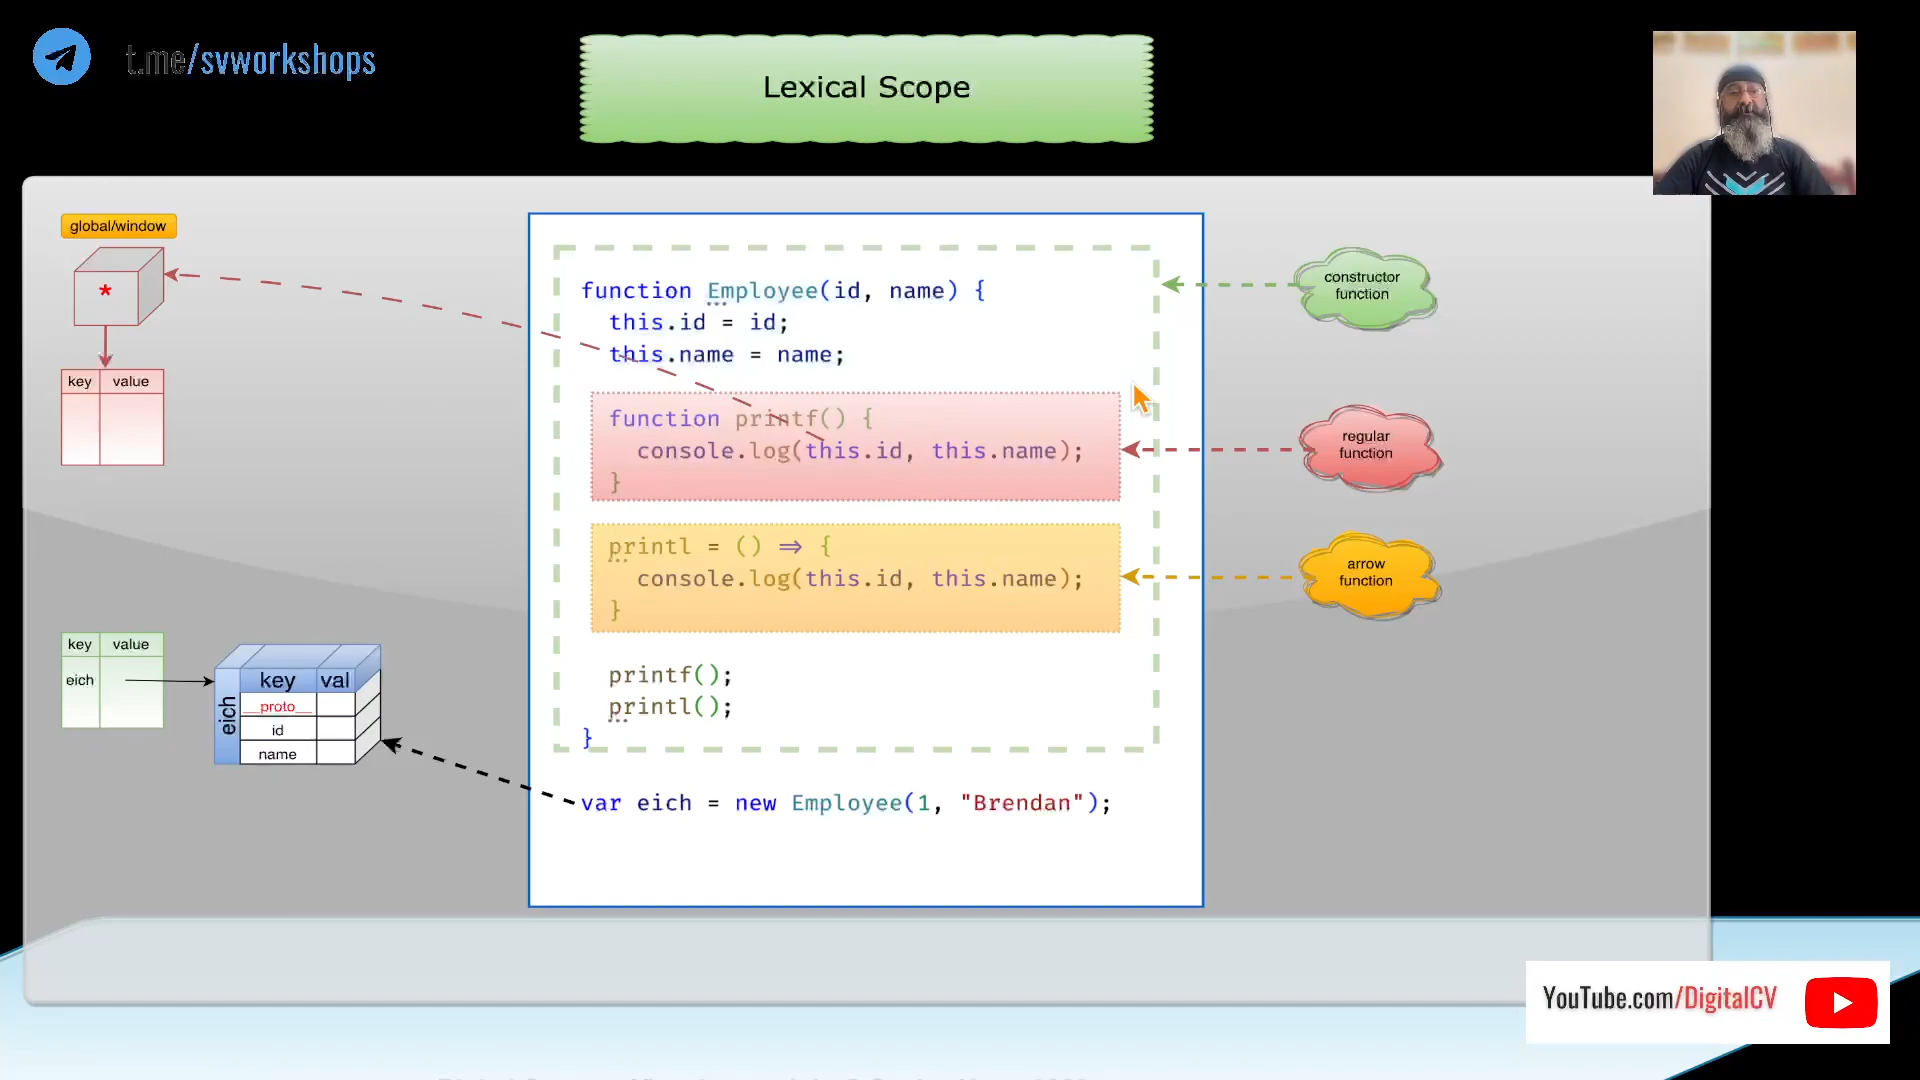 t.me/svworkshops
Lexical Scope
global/window
*
key value
function Employee(id, name) {
this.id = id;
this.name = name;
function printf() {
console.log(this.id, this.name);
}
printl = () => {
console.log(this.id, this.name);
}
printf();
printl();
}
var eich = new Employee(1, "Brendan");
constructor
function
regular
function
arrow
function
key value
eich
eich
key val
__proto__
id
name
YouTube.com/DigitalCV